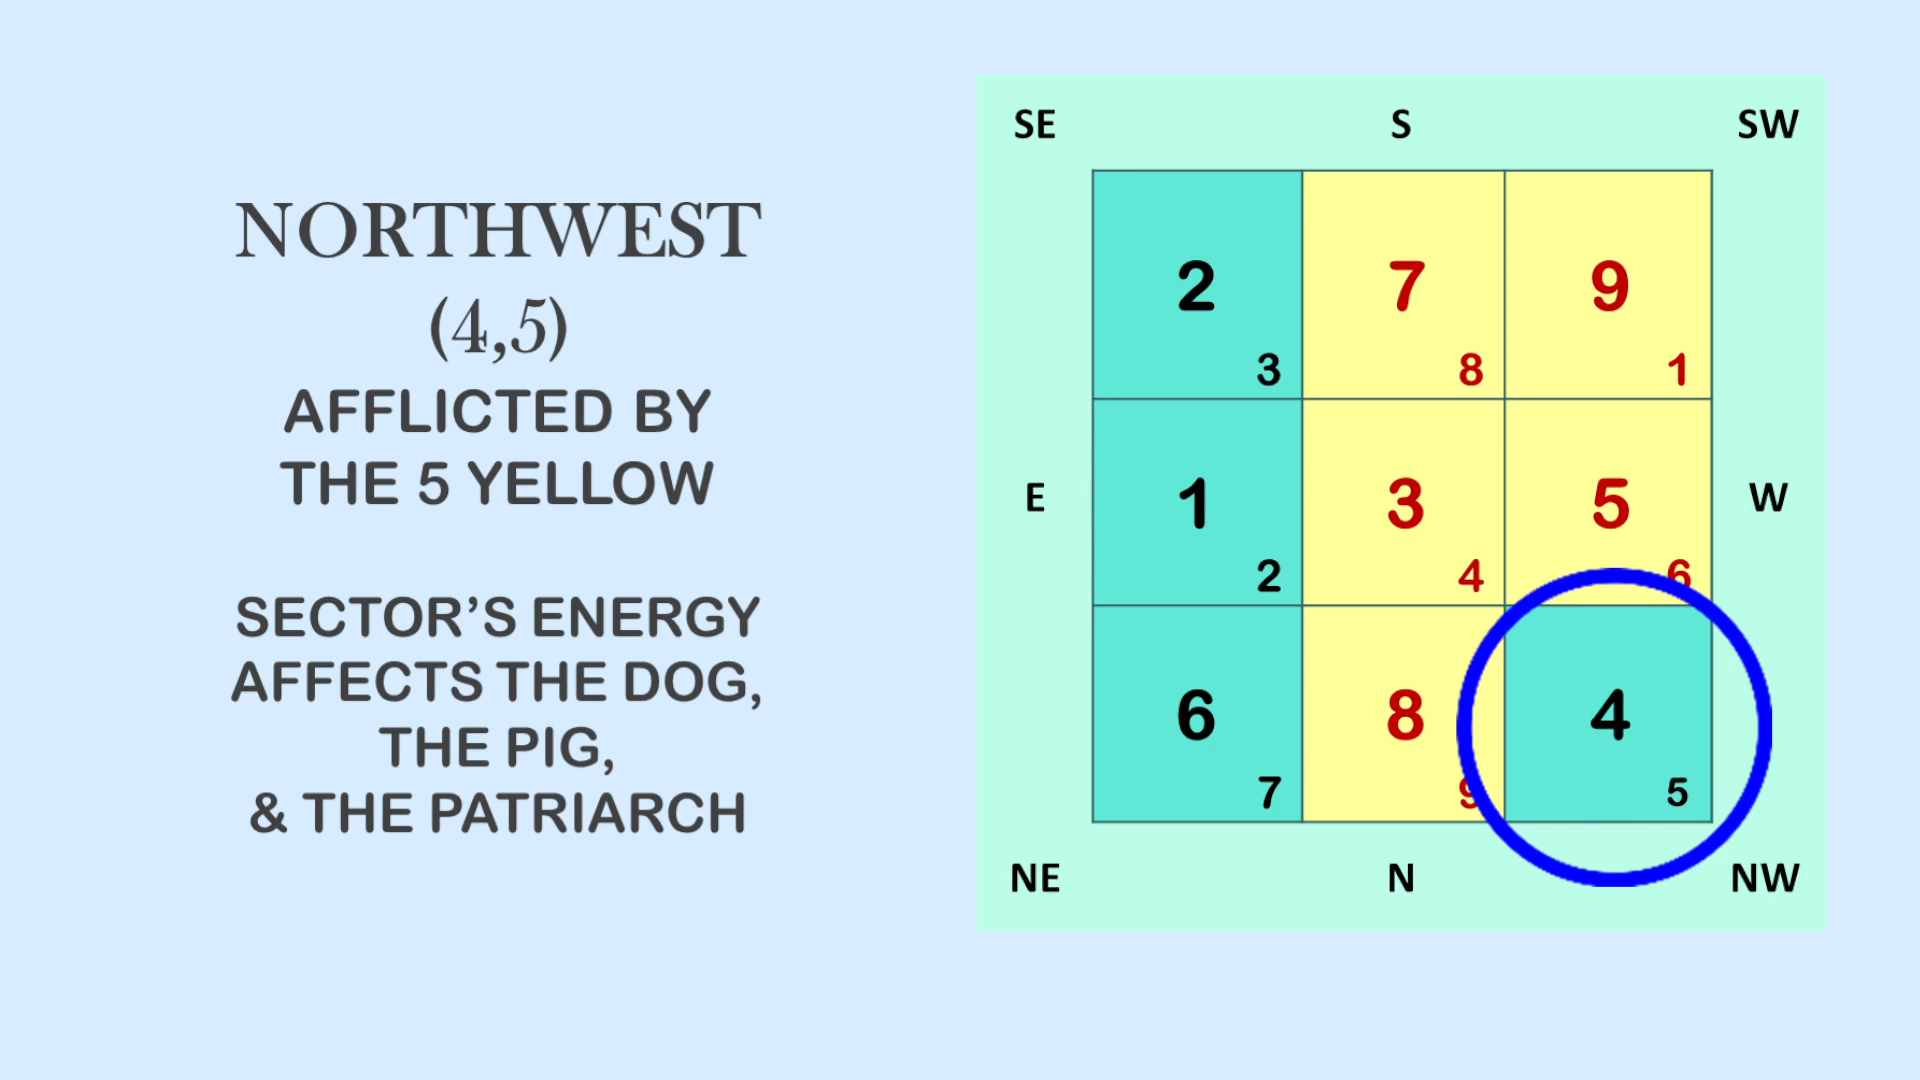 NORTHWEST
(4,5)
AFFLICTED BY
THE 5 YELLOW
SECTOR’S ENERGY
AFFECTS THE DOG,
THE PIG,
& THE PATRIARCH
SE S SW
2 7 9
3 8 1
E 1 3 5 W
2 4 6
6 8 4
7 9 5
NE N NW